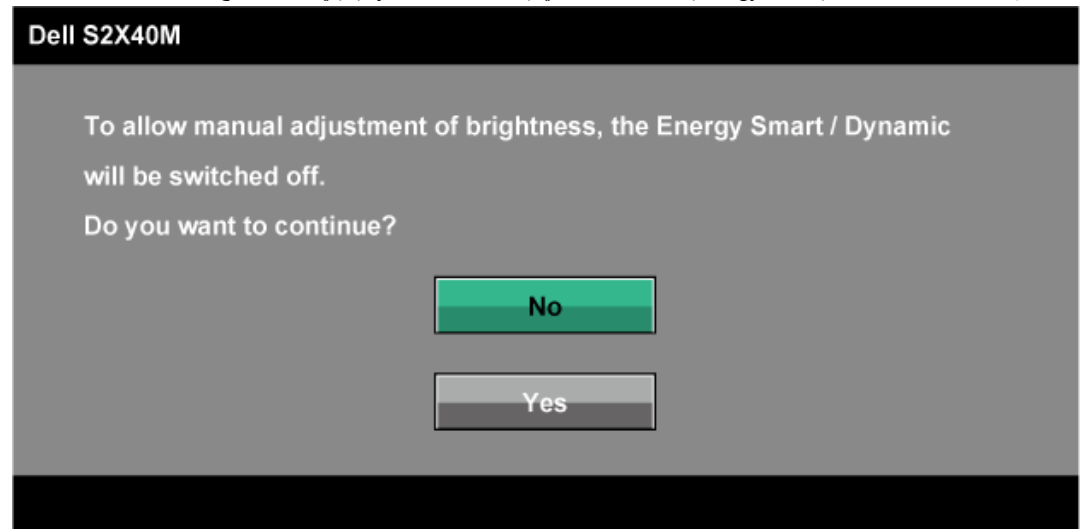 Dell S2X40M
To allow manual adjustment of brightness, the Energy Smart / Dynamic
will be switched off.
Do you want to continue?
No
Yes